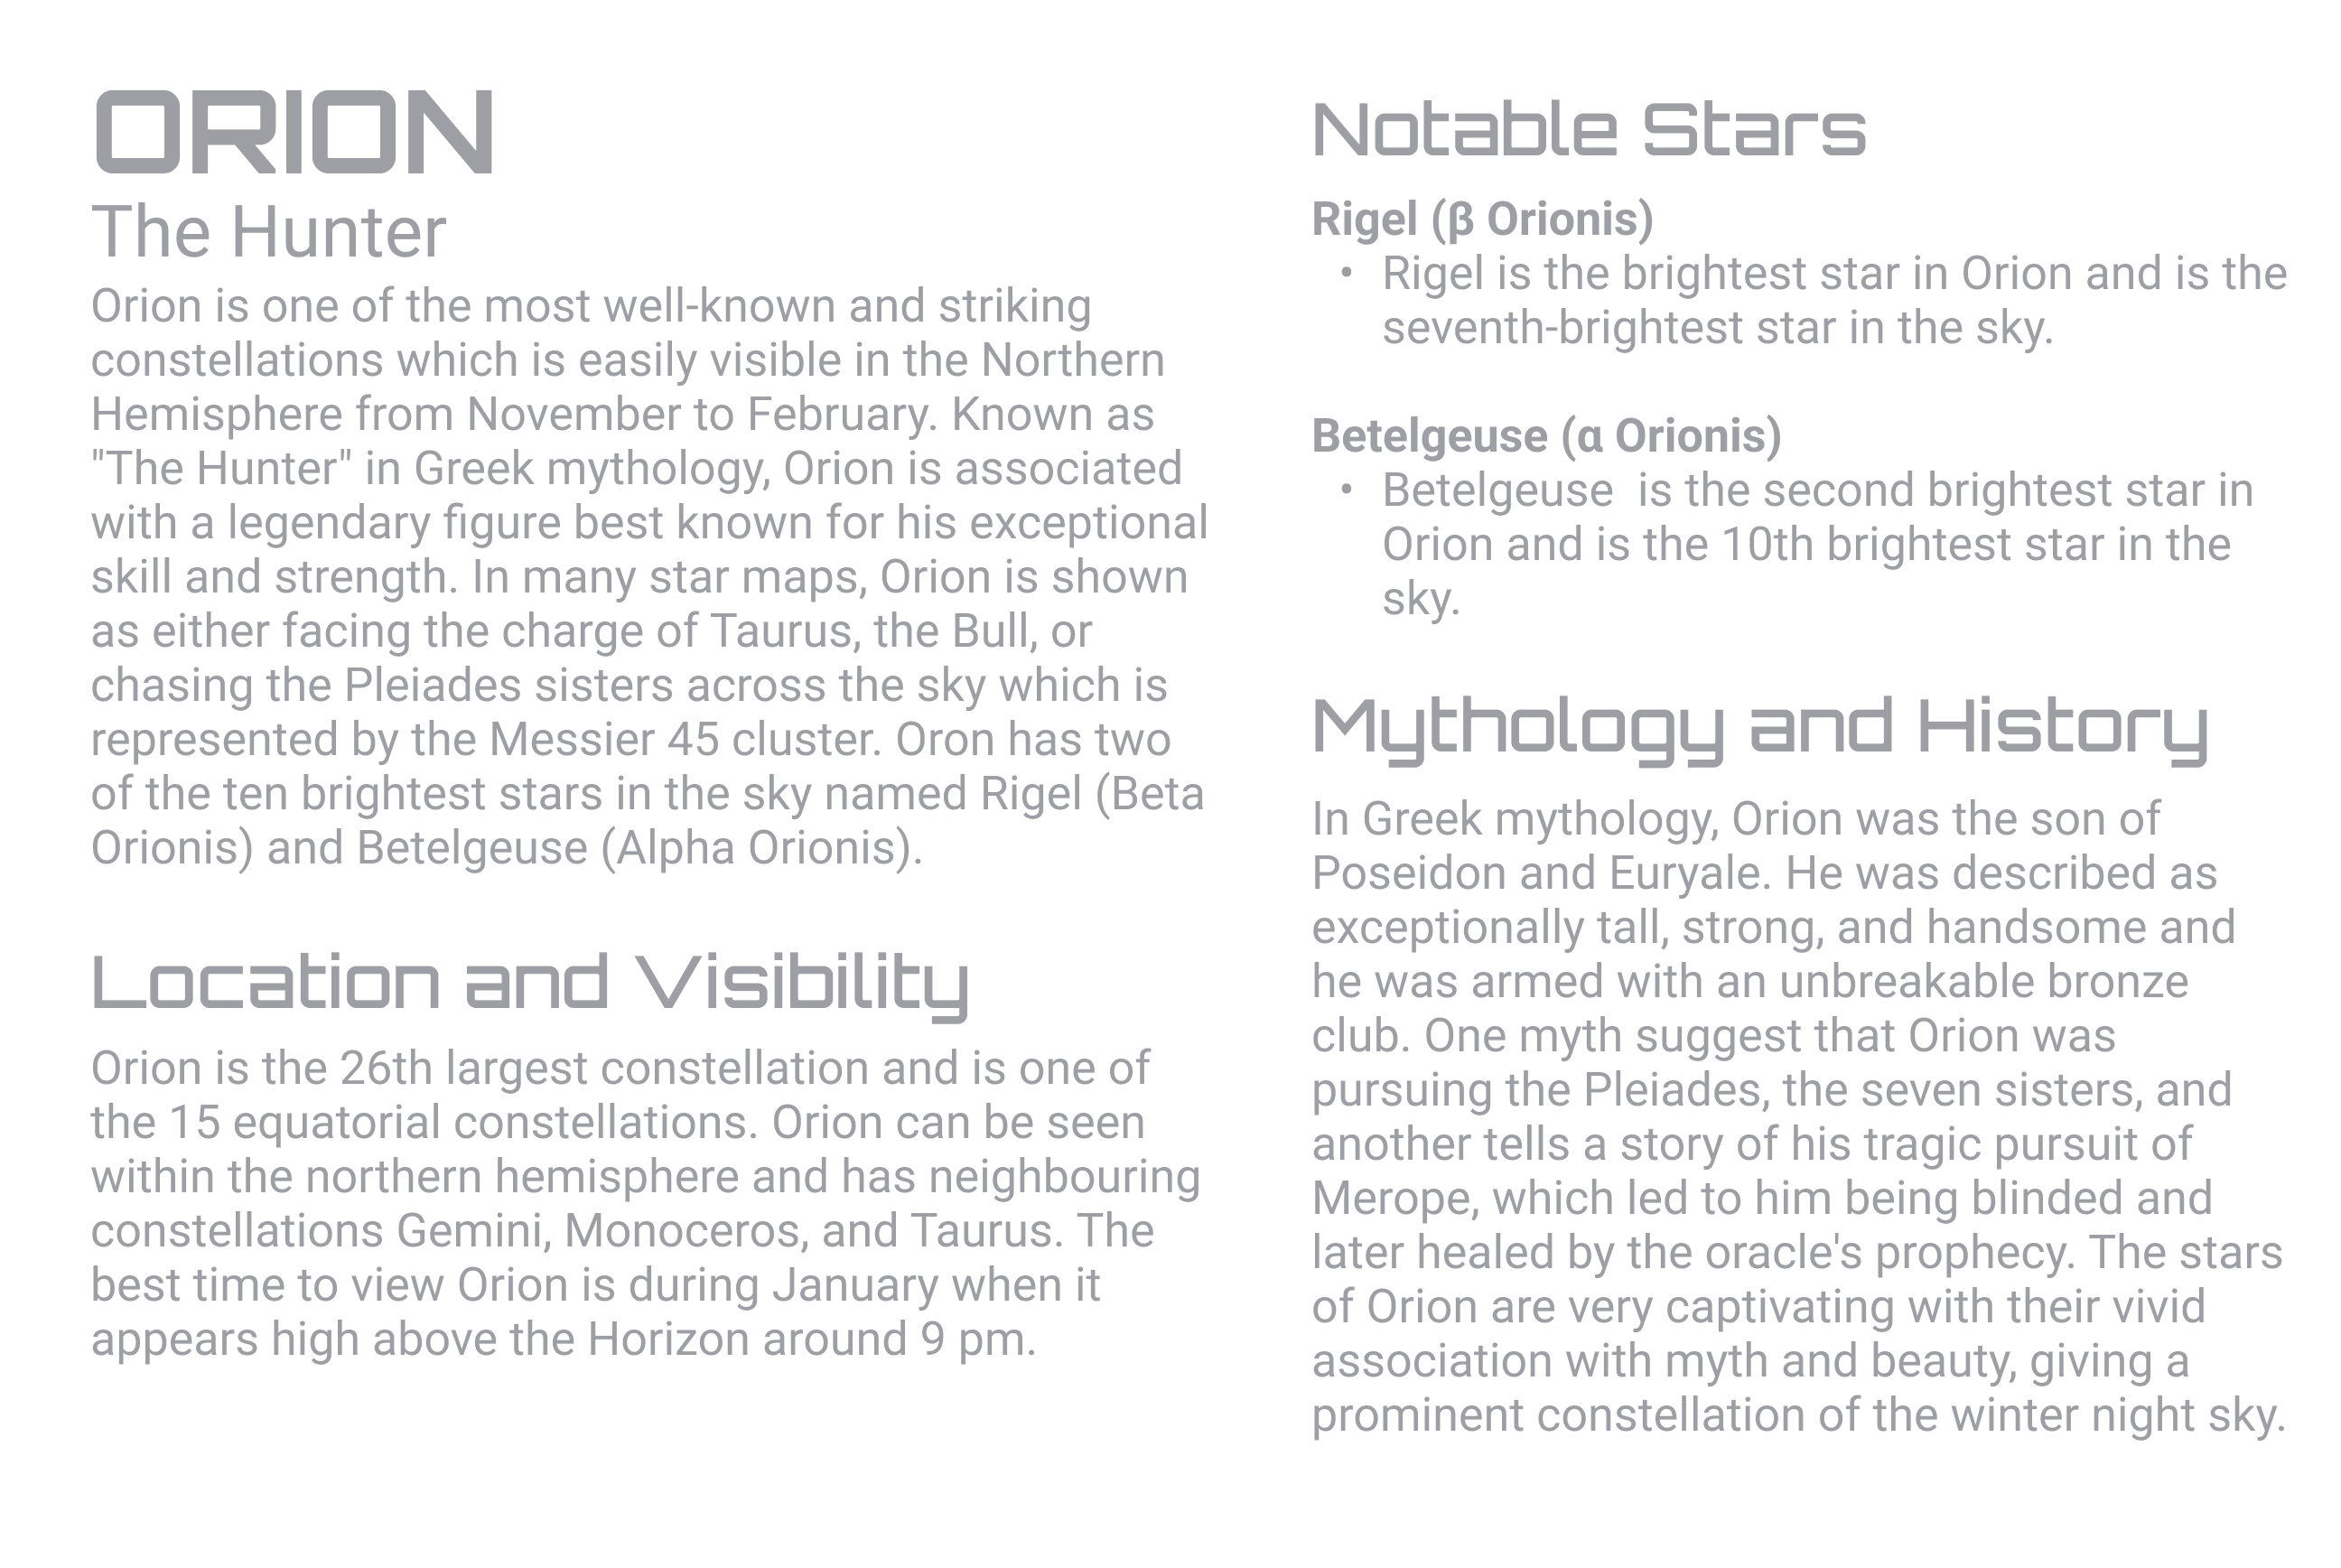 ORION
The Hunter
Orion is one of the most well-known and striking
constellations which is easily visible in the Northern
Hemisphere from November to February. Known as
"The Hunter" in Greek mythology, Orion is associated
with a legendary figure best known for his exceptional
skill and strength. In many star maps, Orion is shown
as either facing the charge of Taurus, the Bull, or
chasing the Pleiades sisters across the sky which is
represented by the Messier 45 cluster. Oron has two
of the ten brightest stars in the sky named Rigel (Beta
Orionis) and Betelgeuse (Alpha Orionis).
Location and Visibility
Orion is the 26th largest constellation and is one of
the 15 equatorial constellations. Orion can be seen
within the northern hemisphere and has neighbouring
constellations Gemini, Monoceros, and Taurus. The
best time to view Orion is during January when it
appears high above the Horizon around 9 pm.
Notable Stars
Rigel (β Orionis)
• Rigel is the brightest star in Orion and is the
seventh-brightest star in the sky.
Betelgeuse (α Orionis)
• Betelgeuse  is the second brightest star in
Orion and is the 10th brightest star in the
sky.
Mythology and History
In Greek mythology, Orion was the son of
Poseidon and Euryale. He was described as
exceptionally tall, strong, and handsome and
he was armed with an unbreakable bronze
club. One myth suggest that Orion was
pursuing the Pleiades, the seven sisters, and
another tells a story of his tragic pursuit of
Merope, which led to him being blinded and
later healed by the oracle's prophecy. The stars
of Orion are very captivating with their vivid
association with myth and beauty, giving a
prominent constellation of the winter night sky.